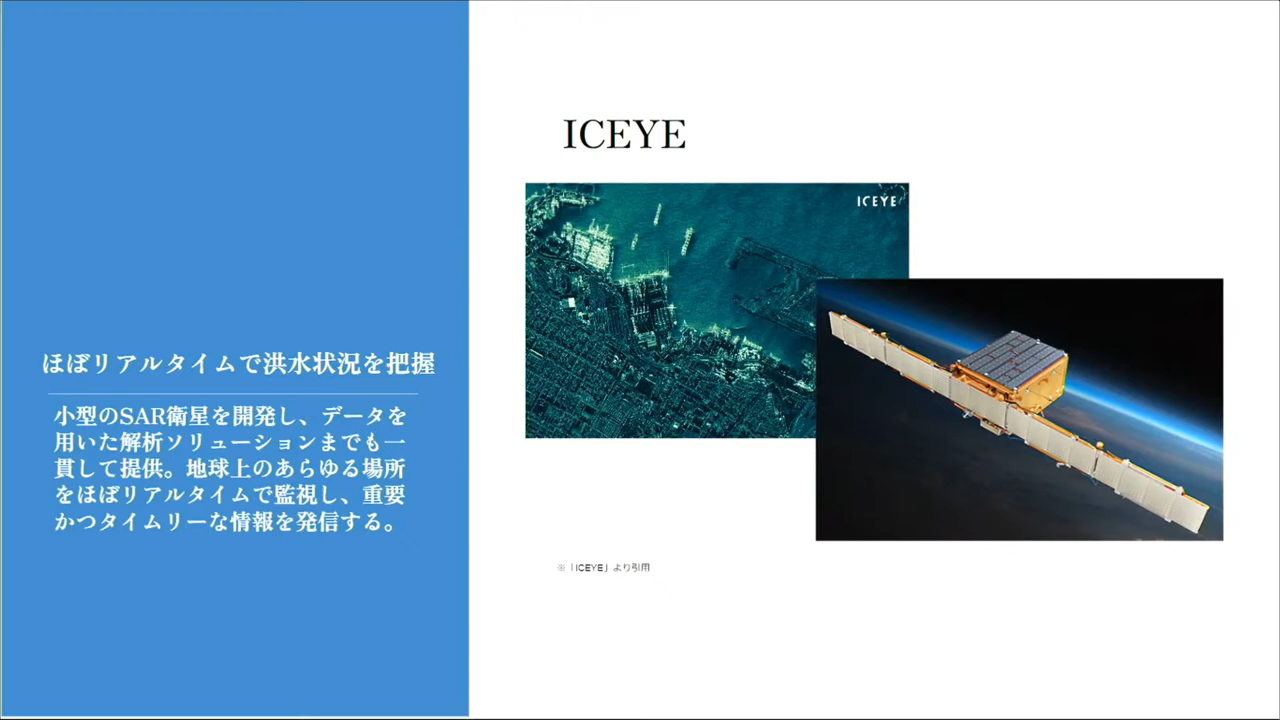 ICEYE
ICEYE
ほぼリアルタイムで洪水状況を把握
小型のSAR衛星を開発し、データを
用いた解析ソリューションまでも一
貫して提供。地球上のあらゆる場所
をほぼリアルタイムで監視し、重要
かつタイムリーな情報を発信する。
※「ICEYE」より引用